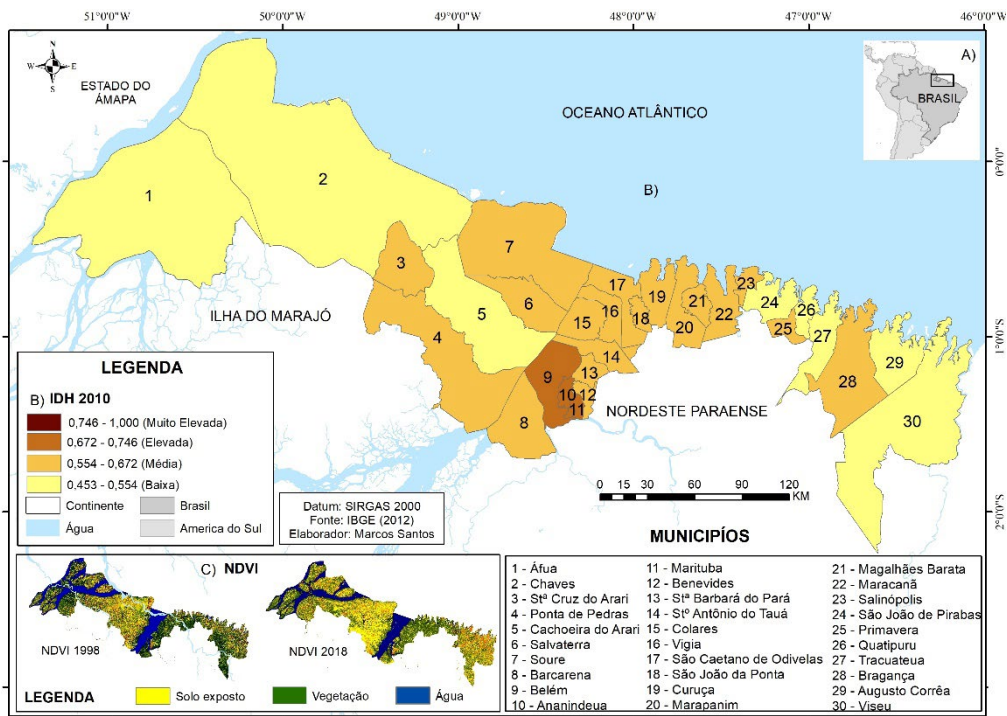 51°00'0"W
50°00'0"W
49°00'0"W
48°00'0"W
47°00'0"W
46°00'0"W
N
W
E
S
ESTADO DO
ÁMAPA
OCEANO ATLÂNTICO
A)
BRASIL
0°0'0"
B)
1
2
3
7
17
19
21
23
24
26
6
16
18
22
5
15
20
25
27
ILHA DO MARAJÓ
4
14
1°0'0"S
9
13
29
28
10
12
11
NORDESTE PARAENSE
8
30
LEGENDA
B) IDH 2010
0,746 - 1,000 (Muito Elevada)
0,672 - 0,746 (Elevada)
0,554 - 0,672 (Média)
0,453 - 0,554 (Baixa)
Continente
Brasil
Água
America do Sul
Datum: SIRGAS 2000
Fonte: IBGE (2012)
Elaborador: Marcos Santos
0 15 30 60 90 120
KM
2°0'0"S
MUNICIPÍOS
1 - Áfua
2 - Chaves
3 - Stª Cruz do Arari
4 - Ponta de Pedras
5 - Cachoeira do Arari
6 - Salvaterra
7 - Soure
8 - Barcarena
9 - Belém
10 - Ananindeua
11 - Marituba
12 - Benevides
13 - Stª Barbará do Pará
14 - Stº Antônio do Tauá
15 - Colares
16 - Vigia
17 - São Caetano de Odivelas
18 - São João da Ponta
19 - Curuça
20 - Marapanim
21 - Magalhães Barata
22 - Maracanã
23 - Salinópolis
24 - São João de Pirabas
25 - Primavera
26 - Quatipuru
27 - Tracuateua
28 - Bragança
29 - Augusto Corrêa
30 - Viseu
C) NDVI
NDVI 1998
NDVI 2018
LEGENDA
Solo exposto
Vegetação
Água